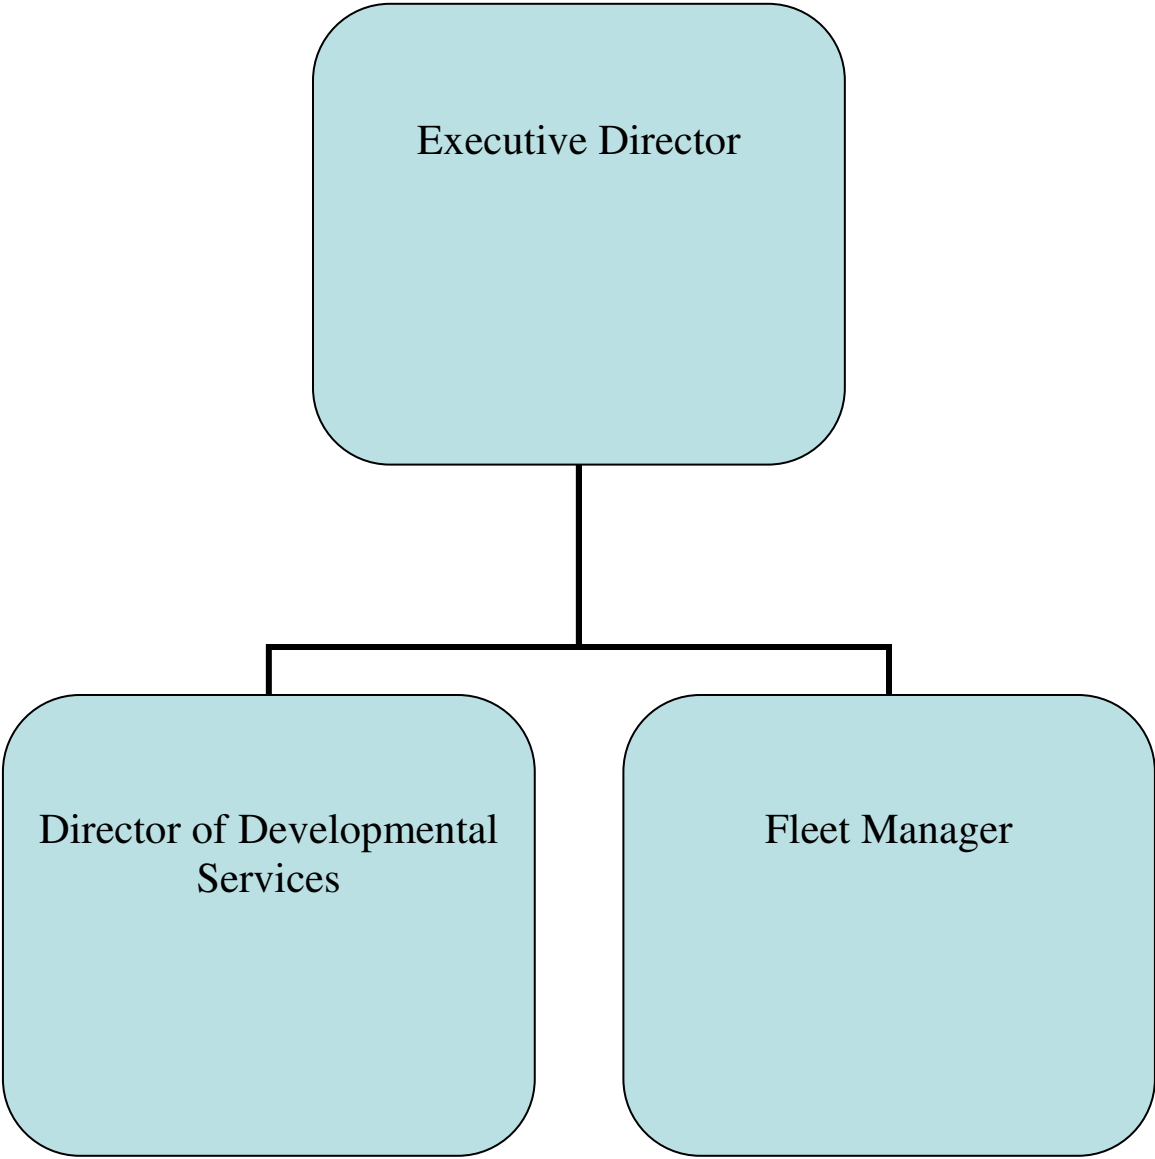 Executive Director
Director of Developmental
Services
Fleet Manager